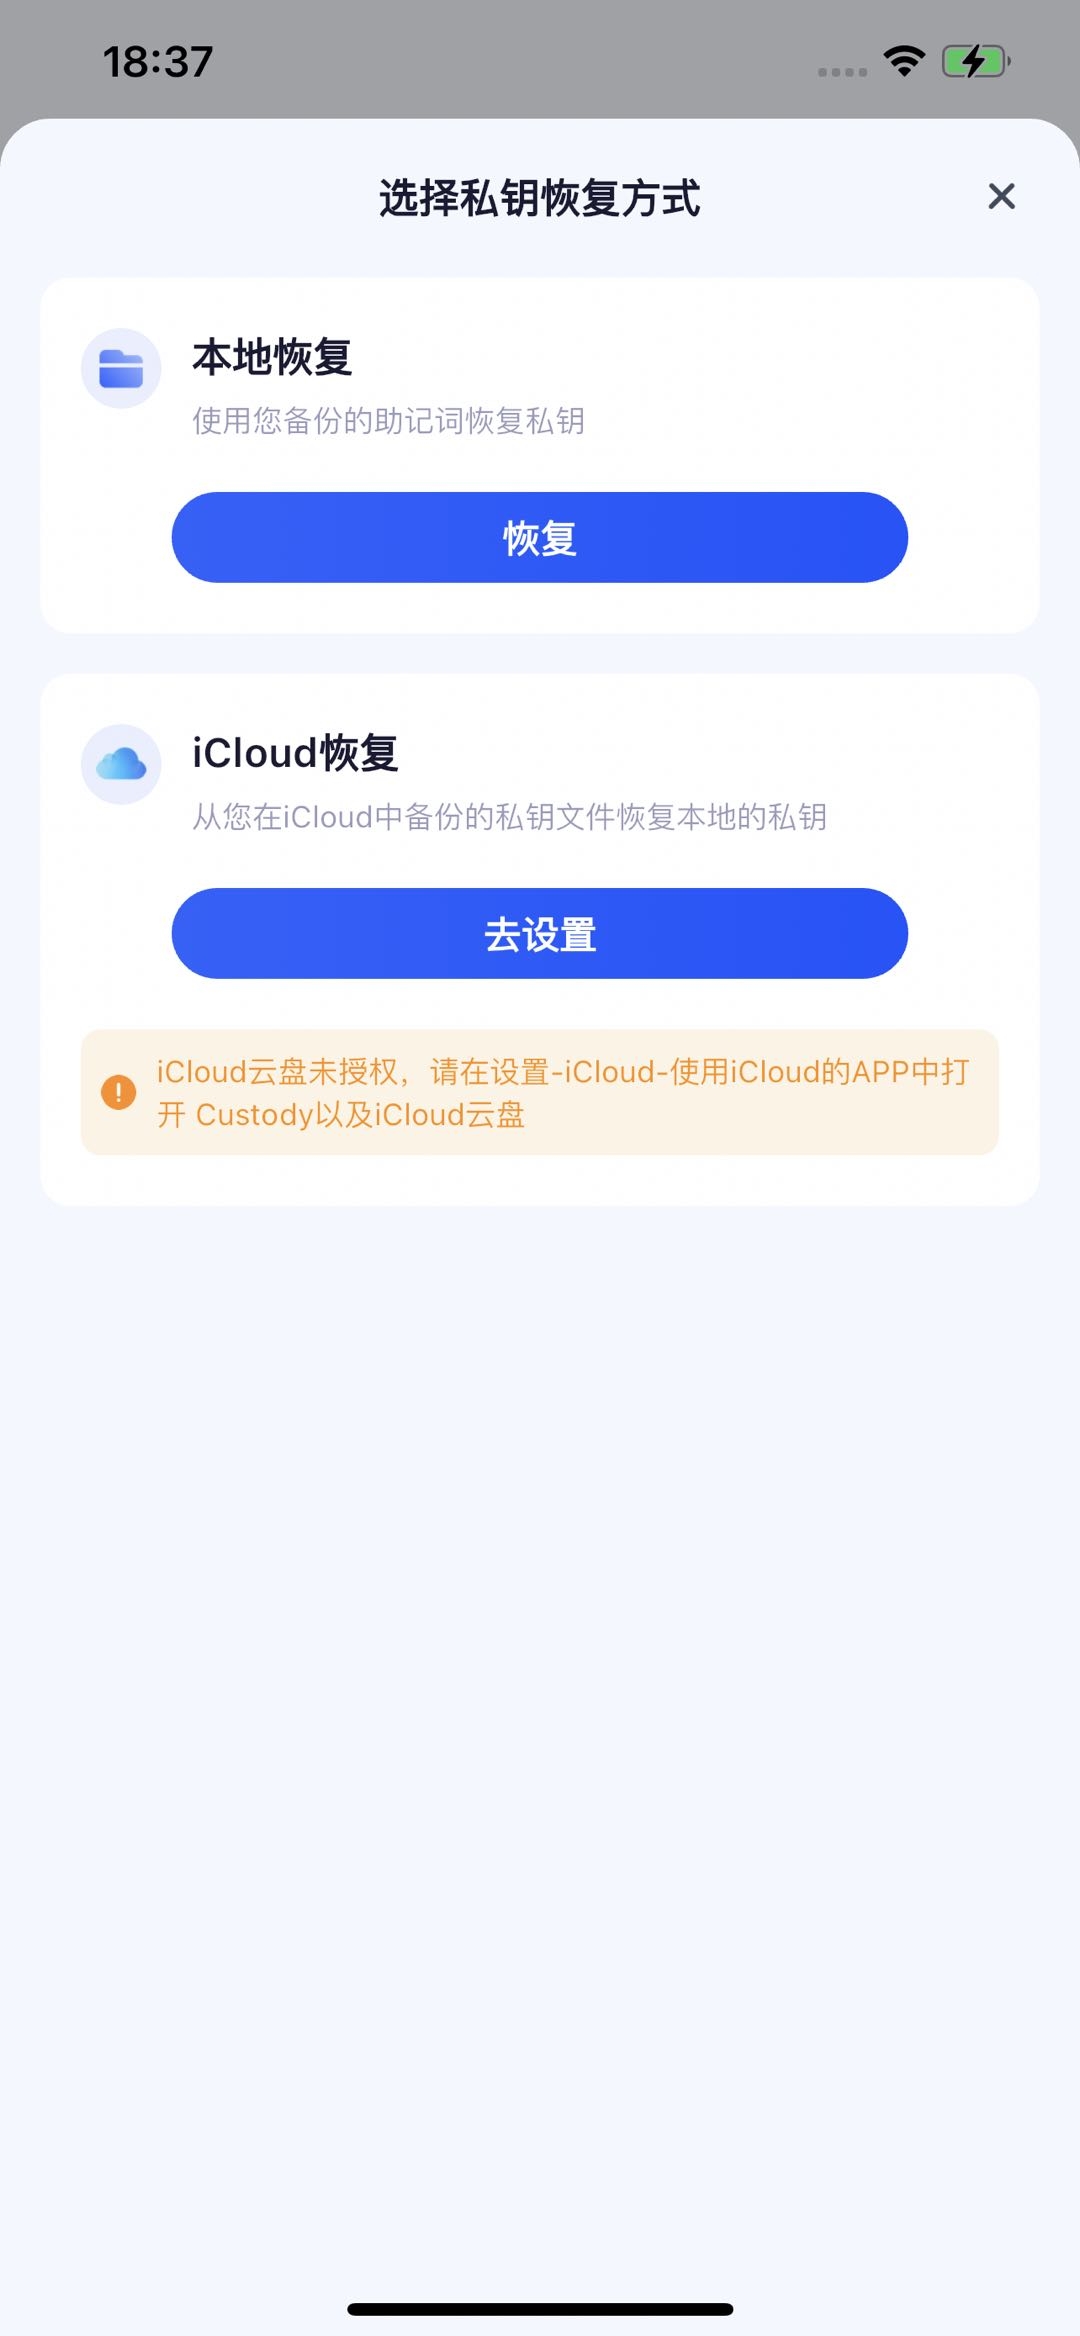 18:37
选择私钥恢复方式
本地恢复
使用您备份的助记词恢复私钥
恢复
iCloud恢复
从您在iCloud中备份的私钥文件恢复本地的私钥
去设置
iCloud云盘未授权，请在设置-iCloud-使用iCloud的APP中打
开 Custody以及iCloud云盘